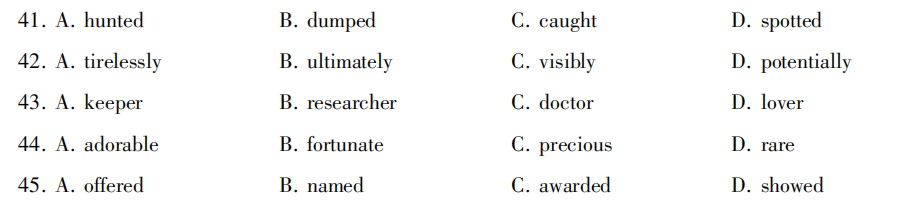 41. A. hunted B. dumped C. caught D. spotted
42. A. tirelessly B. ultimately C. visibly D. potentially
43. A. keeper B. researcher C. doctor D. lover
44. A. adorable B. fortunate C. precious D. rare
45. A. offered B. named C. awarded D. showed